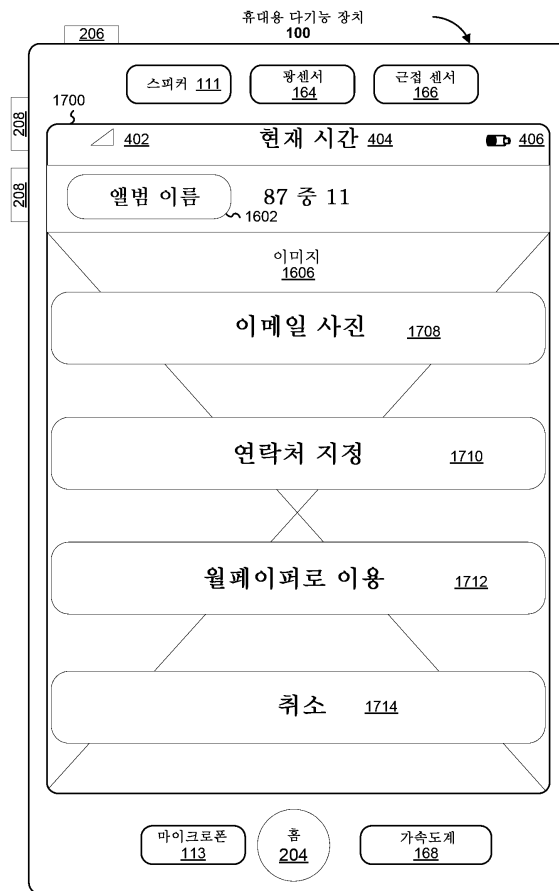 휴대용 다기능 장치
100
206
스피커 111
광센서
164
근접 센서
166
208
208
1700
402
현재 시간 404
406
앨범 이름
87 중 11
1602
이미지
1606
이메일 사진 1708
연락처 지정 1710
월페이퍼로 이용 1712
취소 1714
마이크로폰
113
홈
204
가속도계
168